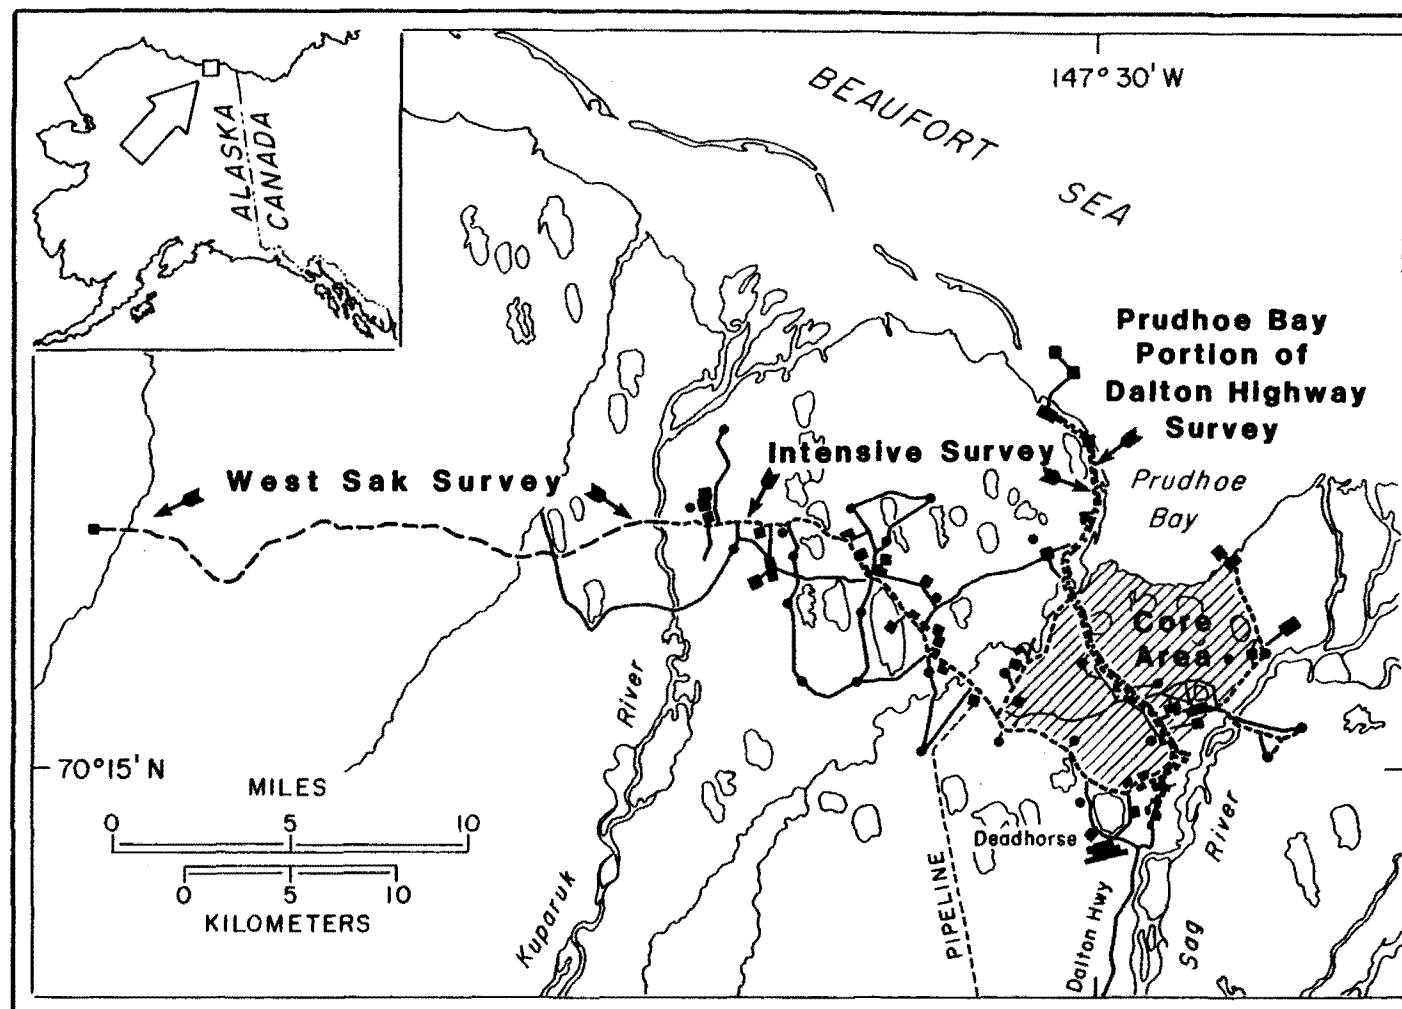 ALASKA
CANADA
147° 30' W
BEAUFORT
SEA
Prudhoe Bay
Portion of
Dalton Highway
Survey
Intensive Survey
West Sak Survey
Prudhoe
Bay
Core
Area
River
70°15' N
MILES
0 5 10
0 5 10
KILOMETERS
Kuparuk
Deadhorse
PIPELINE
Dalton Hwy
River
Sag